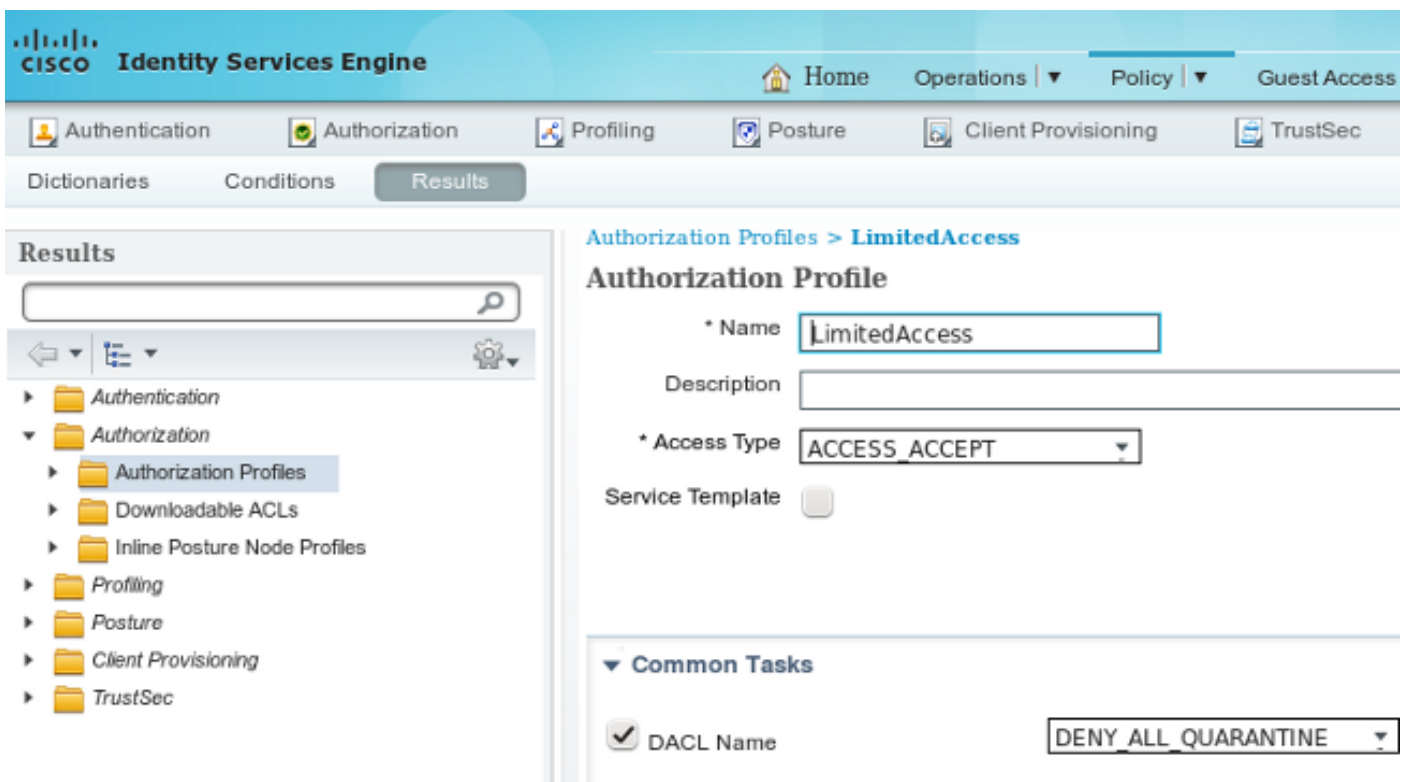 CISCO Identity Services Engine
Home Operations Policy Guest Access
Authentication Authorization Profiling Posture Client Provisioning TrustSec
Dictionaries Conditions Results
Results
Authentication
Authorization
Authorization Profiles
Downloadable ACLs
Inline Posture Node Profiles
Profiling
Posture
Client Provisioning
TrustSec
Authorization Profiles > LimitedAccess
Authorization Profile
* Name LimitedAccess
Description
* Access Type ACCESS_ACCEPT
Service Template
Common Tasks
DACL Name DENY_ALL_QUARANTINE